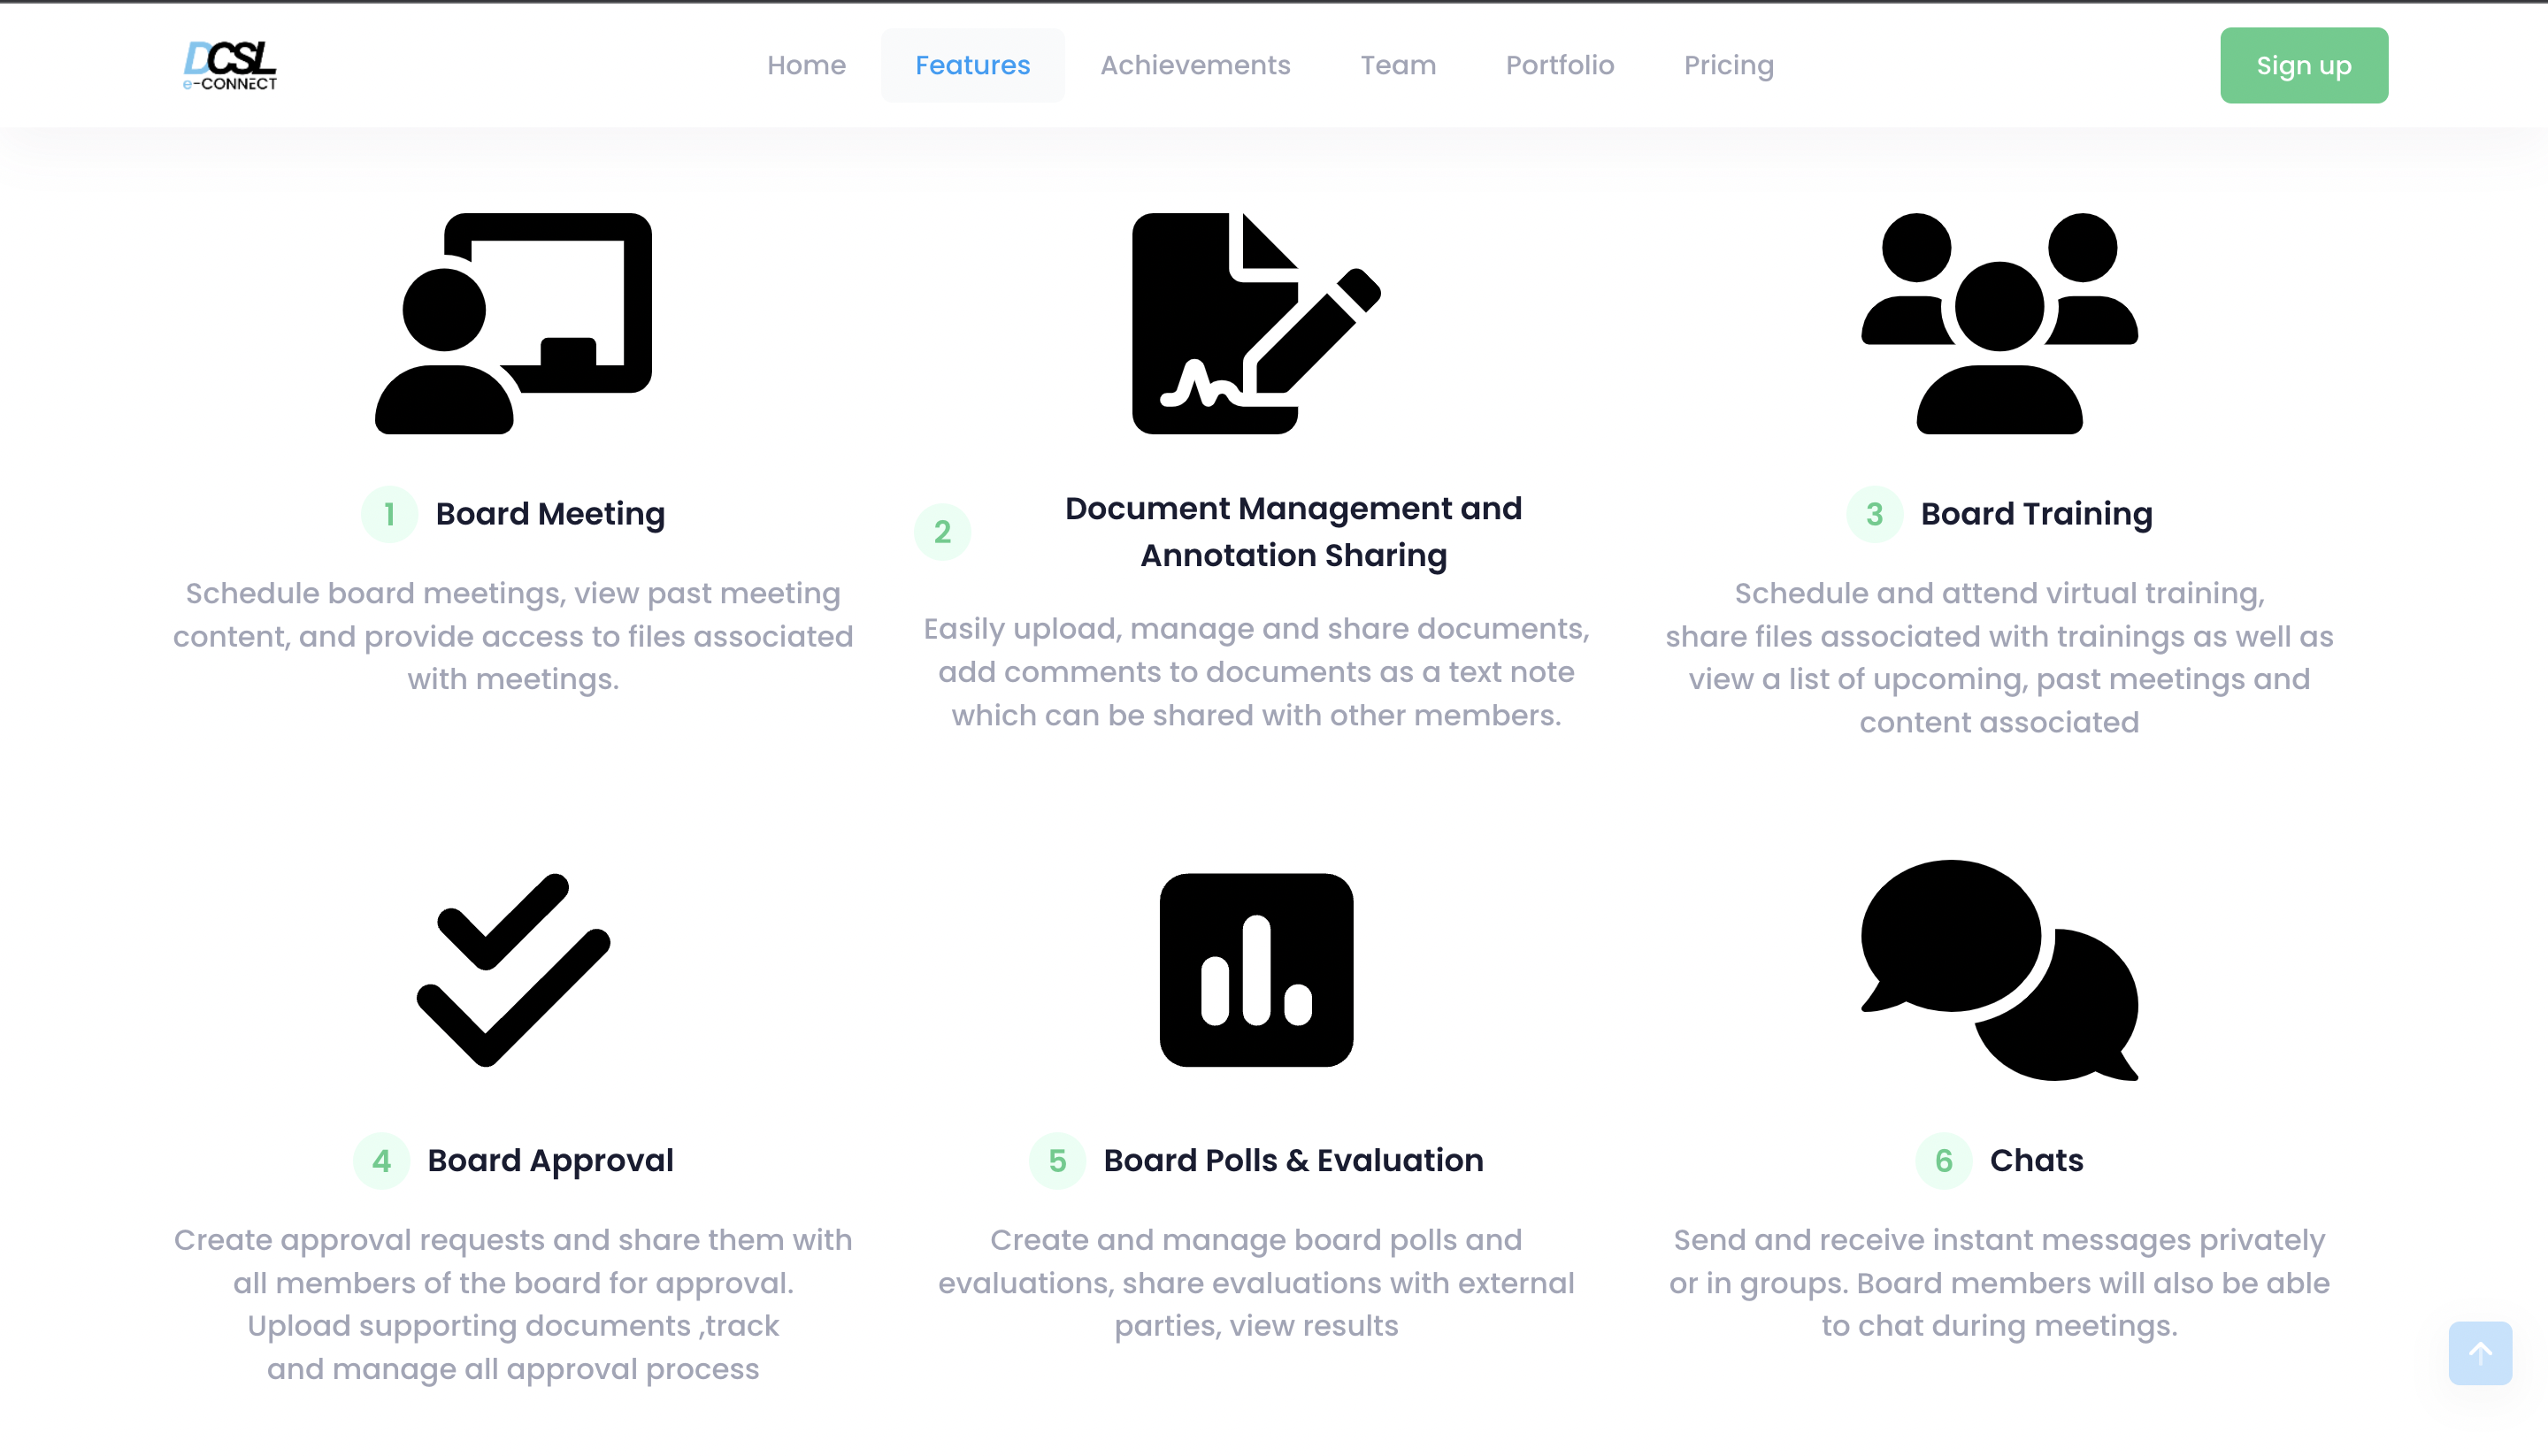 DCSL
e-CONNECT
Home
Features
Achievements
Team
Portfolio
Pricing
Sign up
1
Board Meeting
Schedule board meetings, view past meeting
content, and provide access to files associated
with meetings.
2
Document Management and
Annotation Sharing
Easily upload, manage and share documents,
add comments to documents as a text note
which can be shared with other members.
3
Board Training
Schedule and attend virtual training,
share files associated with trainings as well as
view a list of upcoming, past meetings and
content associated
4
Board Approval
Create approval requests and share them with
all members of the board for approval.
Upload supporting documents ,track
and manage all approval process
5
Board Polls & Evaluation
Create and manage board polls and
evaluations, share evaluations with external
parties, view results
6
Chats
Send and receive instant messages privately
or in groups. Board members will also be able
to chat during meetings.